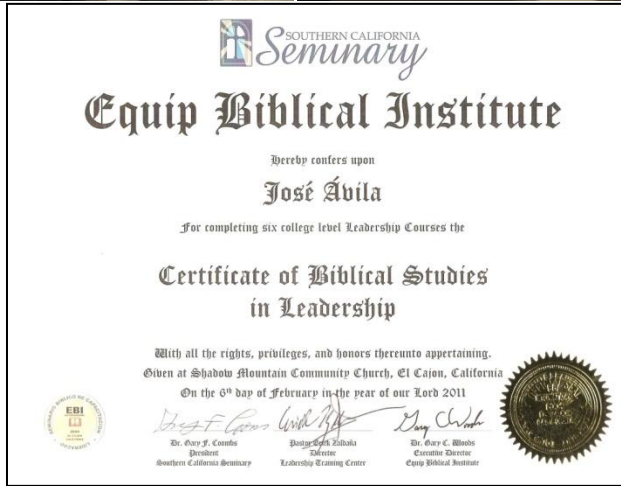 SOUTHERN CALIFORNIA
Seminary
Equip Biblical Institute
Hereby confers upon
José Ávila
For completing six college level Leadership Courses the
Certificate of Biblical Studies
in Leadership
With all the rights, privileges, and honors thereunto appertaining.
Given at Shadow Mountain Community Church, El Cajon, California
On the 6th day of February in the year of our Lord 2011
EBI
Dr. Gary F. Coombs
President
Southern California Seminary
Director
Leadership Training Center
Dr. Gary C. Woods
Executive Director
Equip Biblical Institute